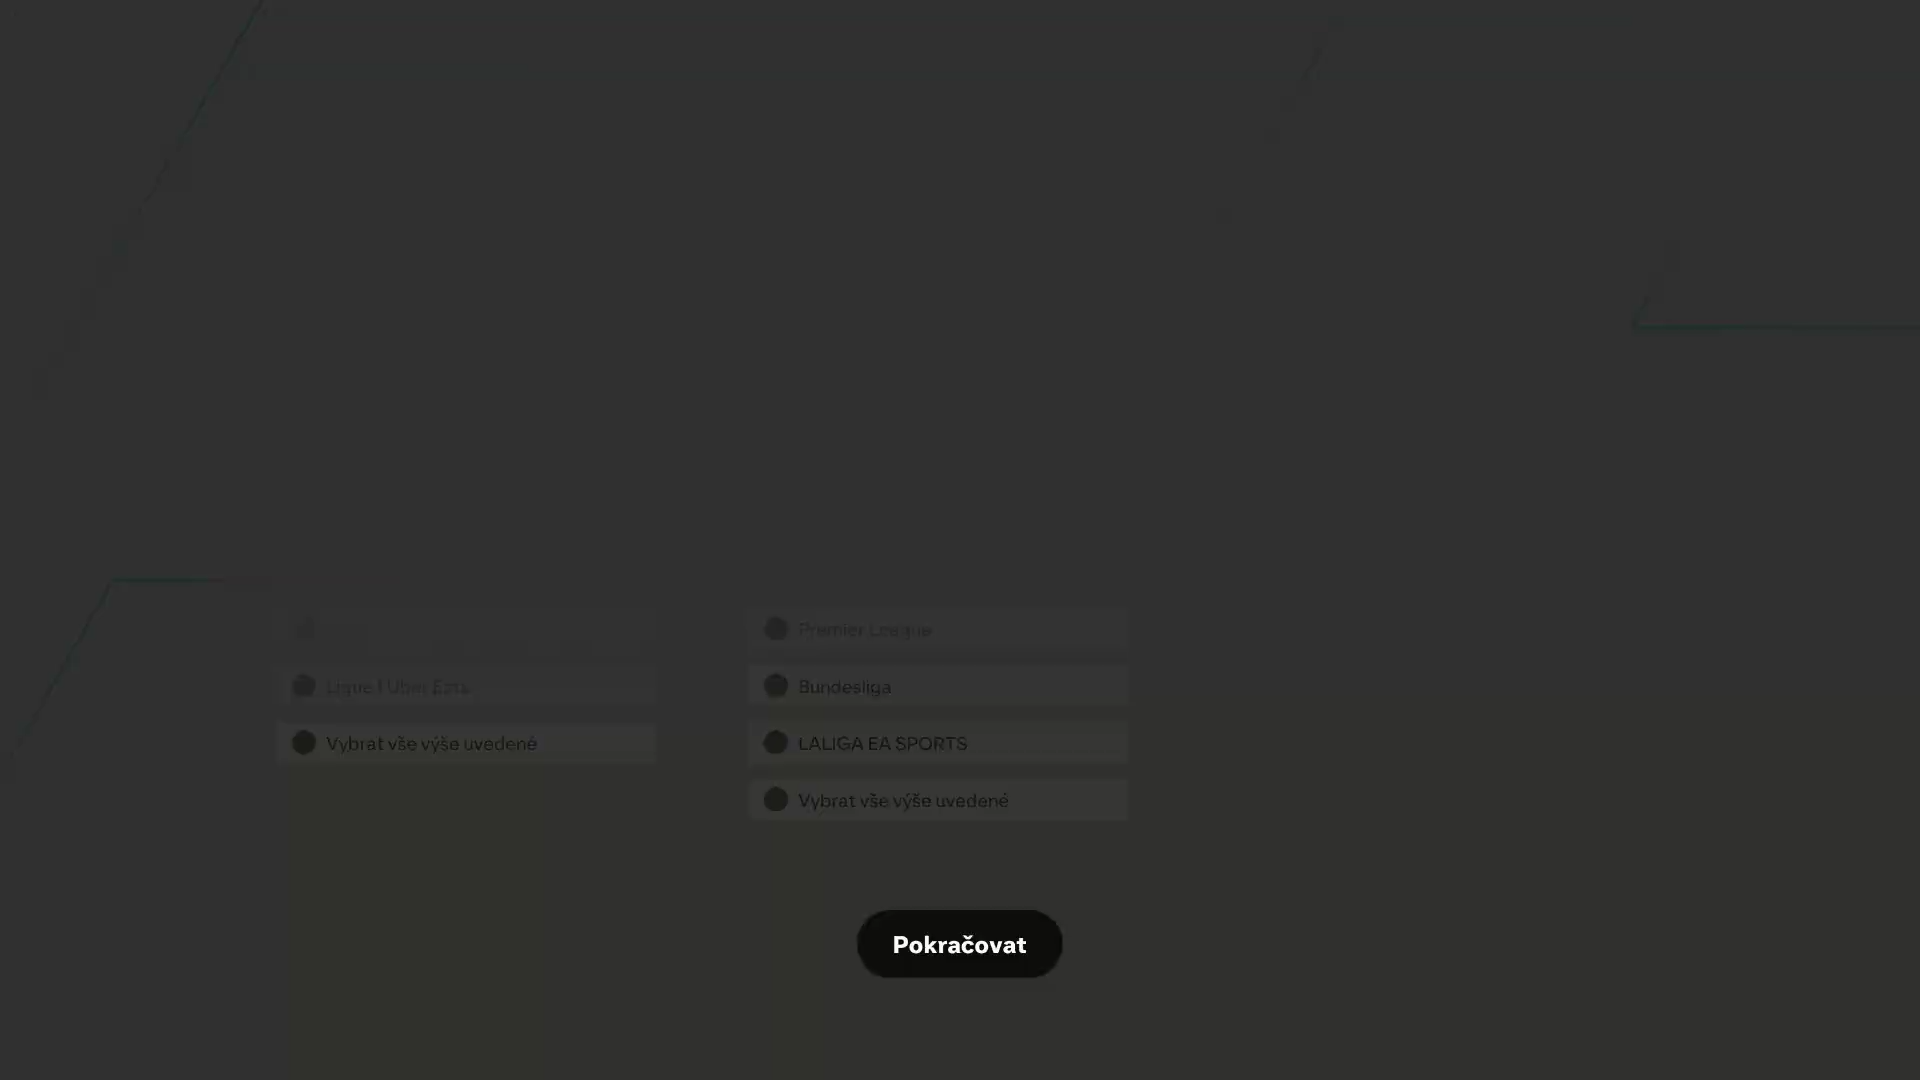 Premier League
Ligue 1 Uber Eats
Bundesliga
Vybrat vše výše uvedené
LALIGA EA SPORTS
Vybrat vše výše uvedené
Pokračovat